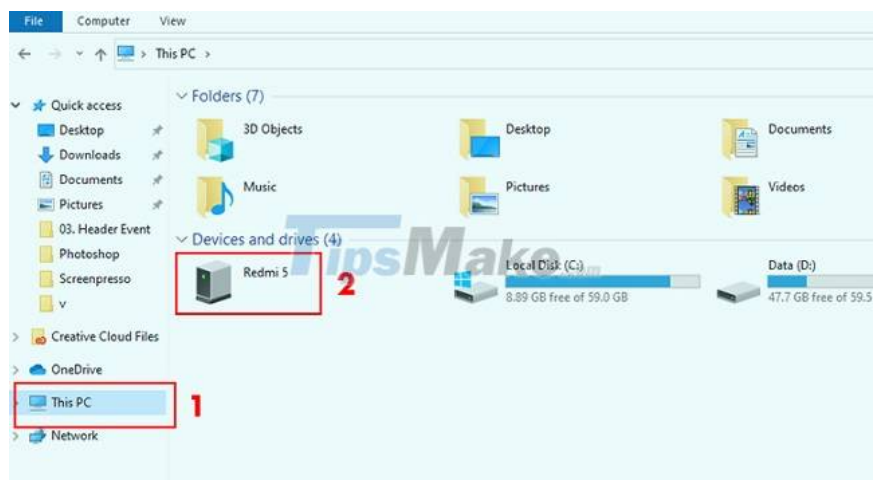 File Computer View
This PC
Quick access
Desktop
Downloads
Documents
Pictures
03. Header Event
Photoshop
Screenpresso
v
Creative Cloud Files
OneDrive
This PC
1
Network
Folders (7)
3D Objects
Desktop
Documents
Music
Pictures
Videos
Devices and drives (4)
Redmi 5
2
Local Disk (C:)
8.89 GB free of 59.0 GB
Data (D:)
47.7 GB free of 59.5
TipsMake.com